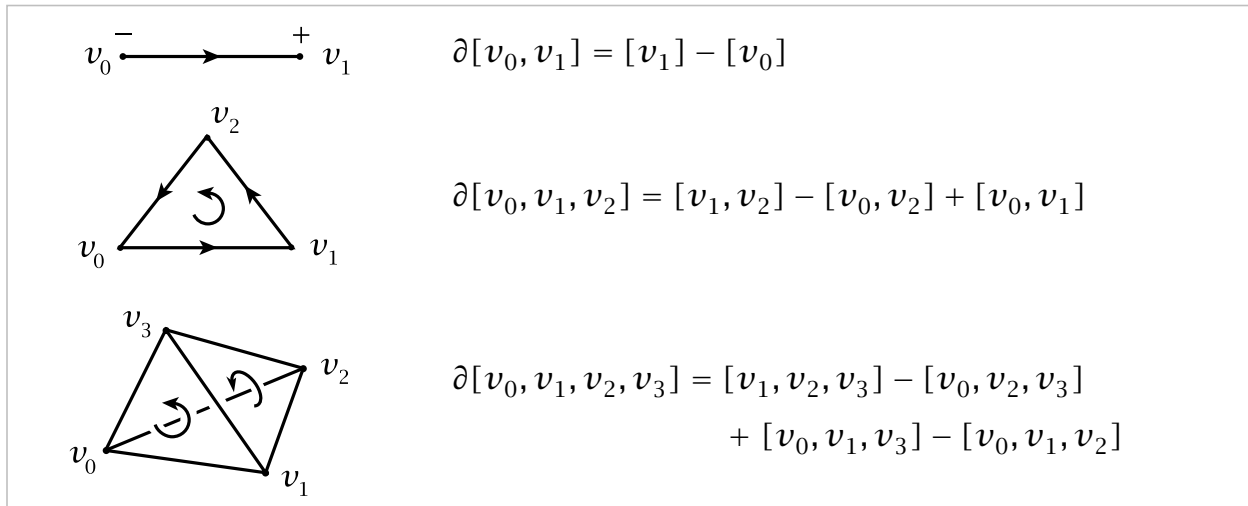 − +
v₀ v₁ ∂[v₀, v₁] = [v₁] − [v₀]
v₂
∂[v₀, v₁, v₂] = [v₁, v₂] − [v₀, v₂] + [v₀, v₁]
v₀ v₁
v₃
v₂ ∂[v₀, v₁, v₂, v₃] = [v₁, v₂, v₃] − [v₀, v₂, v₃]
+ [v₀, v₁, v₃] − [v₀, v₁, v₂]
v₀
v₁